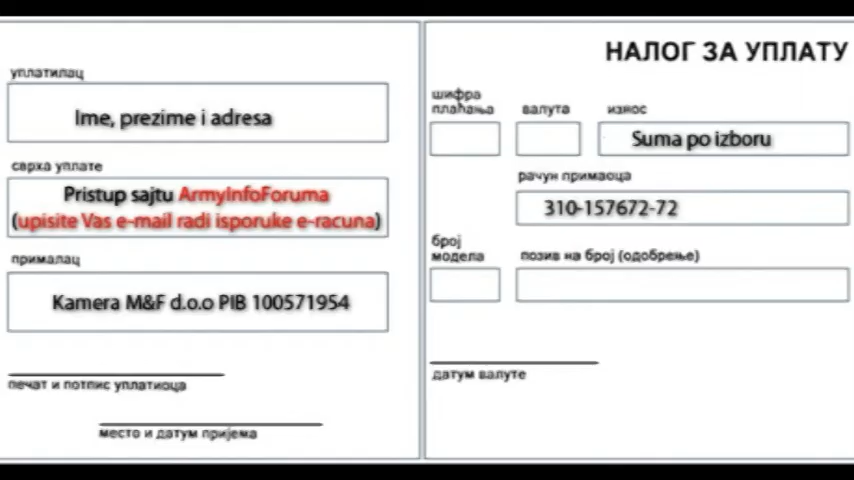 уплатилац
Ime, prezime i adresa
сврха уплате
Pristup sajtu ArmyInfoForuma
(upisite Vas e-mail radi isporuke e-racuna)
прималац
Kamera M&F d.o.o PIB 100571954
печат и потпис уплатиоца
место и датум пријема
НАЛОГ ЗА УПЛАТУ
шифра
плаћања
валута
износ
Suma po izboru
рачун примаоца
310-157672-72
број
модела
позив на број (одобрење)
датум валуте